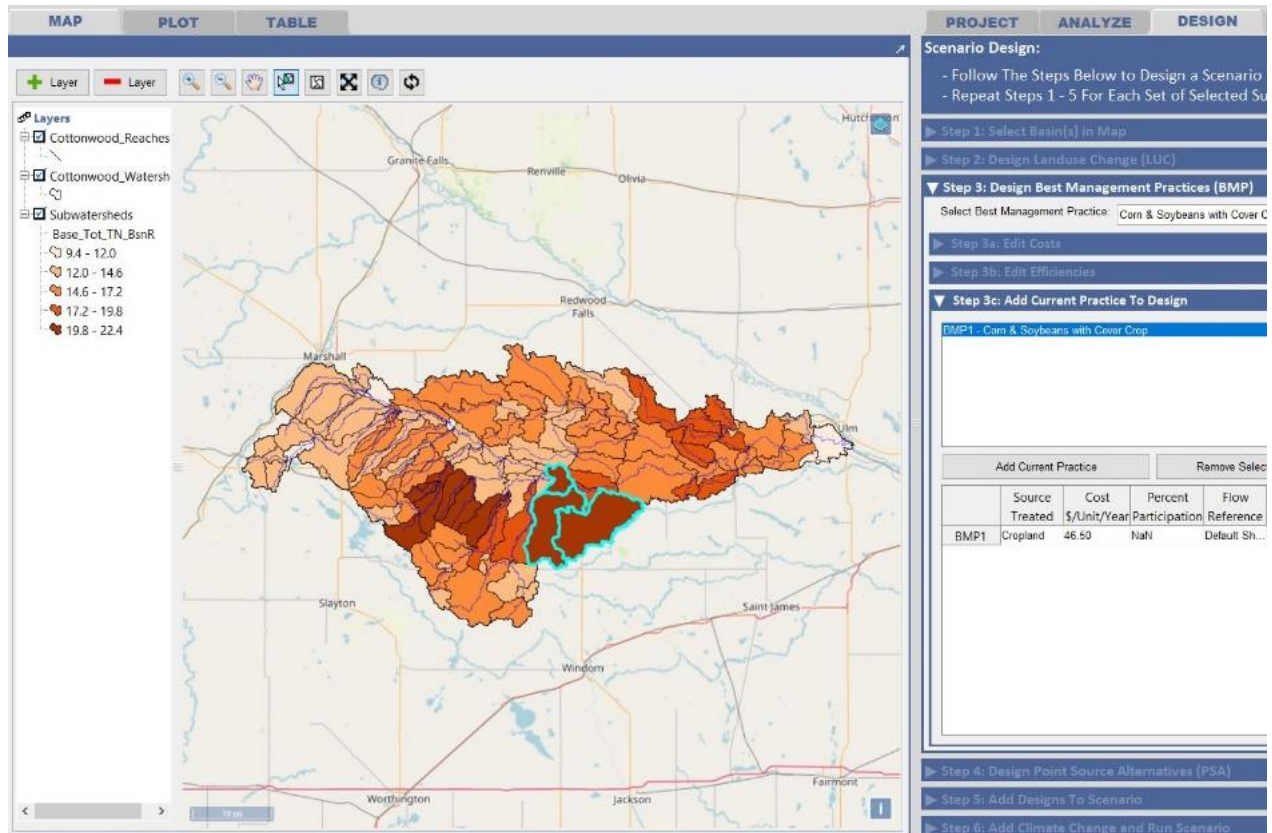 MAP
PLOT
TABLE
Layer
Layer
Layers
Cottonwood_Reaches
Cottonwood_Watersh
Subwatersheds
Base_Tot_TN_BsnR
9.4 - 12.0
12.0 - 14.6
14.6 - 17.2
17.2 - 19.8
19.8 - 22.4
Granite Falls
Renville
Olivia
Redwood
Falls
Marshall
Ulm
Slayton
Saint James
Windom
Worthington
Jackson
Fairmont
10 mi
i
PROJECT
ANALYZE
DESIGN
Scenario Design:
- Follow The Steps Below to Design a Scenario
- Repeat Steps 1 - 5 For Each Set of Selected Su
Step 1: Select Basin(s) in Map
Step 2: Design Landuse Change (LUC)
Step 3: Design Best Management Practices (BMP)
Select Best Management Practice: Corn & Soybeans with Cover C
Step 3a: Edit Costs
Step 3b: Edit Efficiencies
Step 3c: Add Current Practice To Design
BMP1 - Corn & Soybeans with Cover Crop
Add Current Practice
Remove Selec
Source Cost Percent Flow
Treated $/Unit/Year Participation Reference
BMP1 Cropland 46.50 NaN Default Sh...
Step 4: Design Point Source Alternatives (PSA)
Step 5: Add Designs To Scenario
Step 6: Add Climate Change and Run Scenario